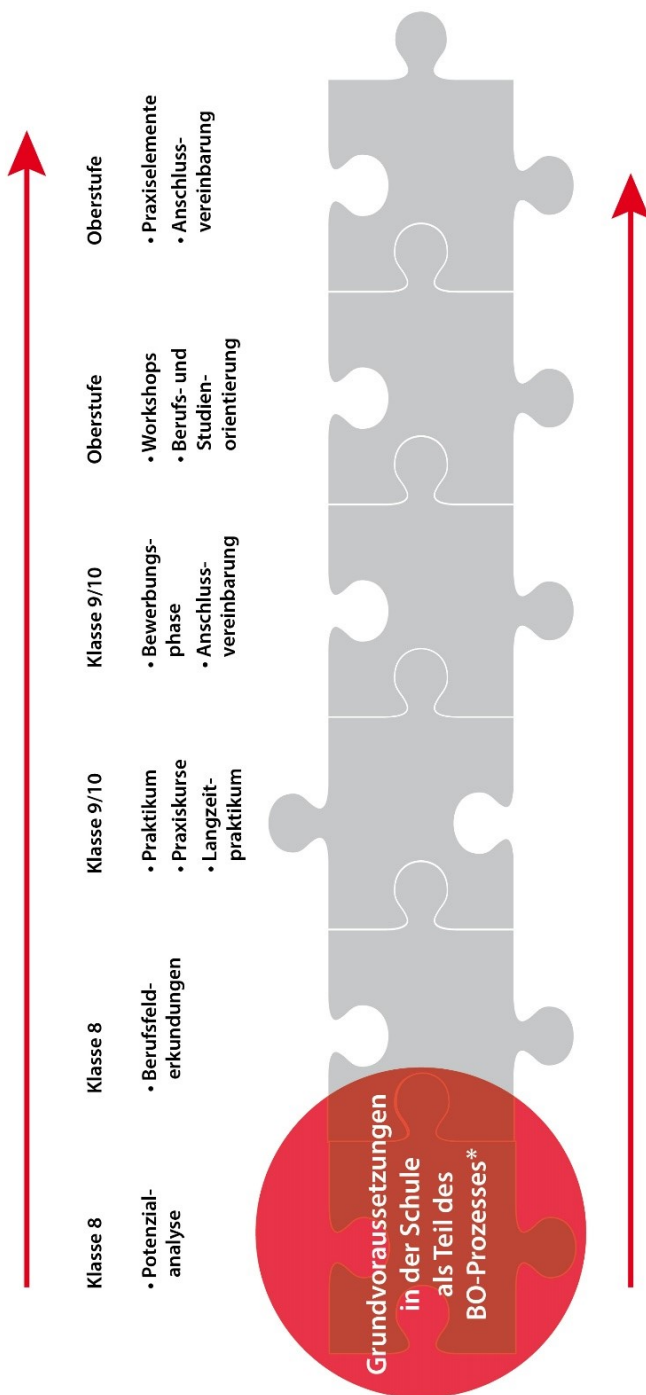 Klasse 8
• Potenzial-
analyse
Klasse 8
• Berufsfeld-
erkundungen
Klasse 9/10
• Praktikum
• Praxiskurse
• Langzeit-
praktikum
Klasse 9/10
• Bewerbungs-
phase
• Anschluss-
vereinbarung
Oberstufe
• Workshops
• Berufs- und
Studien-
orientierung
Oberstufe
• Praxiselemente
• Anschluss-
vereinbarung
Grundvoraussetzungen
in der Schule
als Teil des
BO-Prozesses*